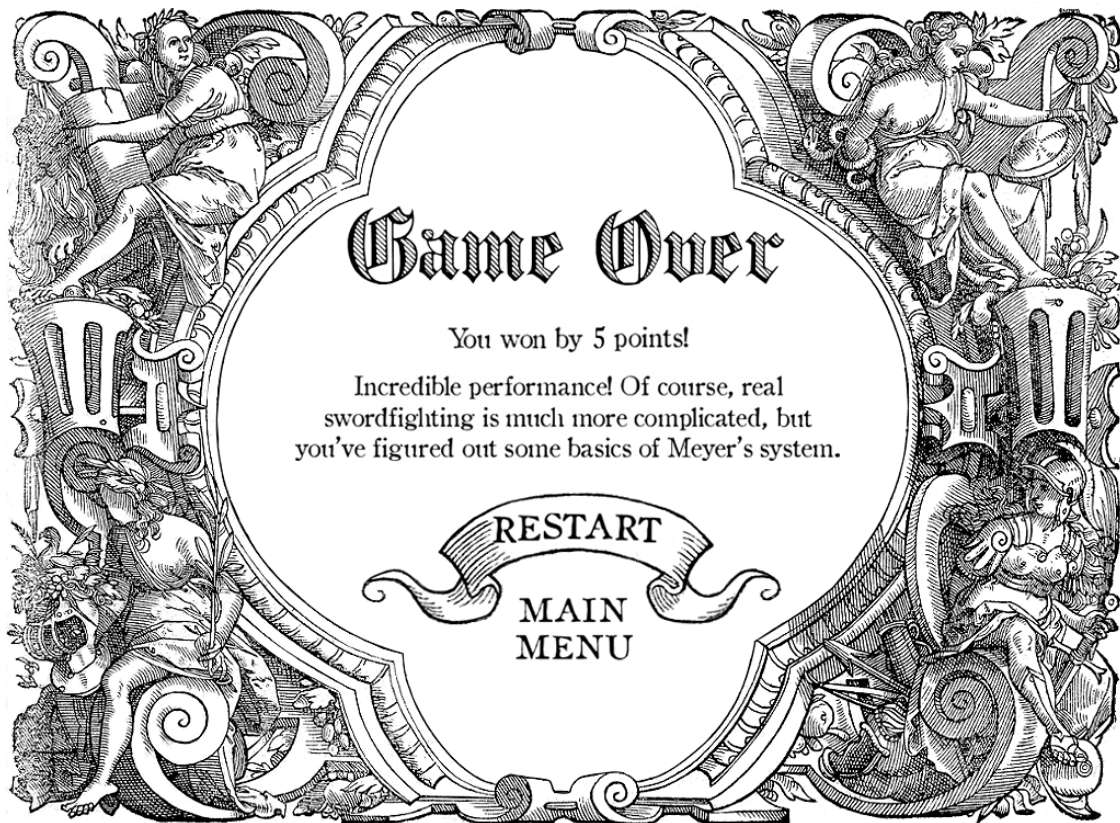 Game Over
You won by 5 points!
Incredible performance! Of course, real
swordfighting is much more complicated, but
you've figured out some basics of Meyer's system.
RESTART
MAIN
MENU